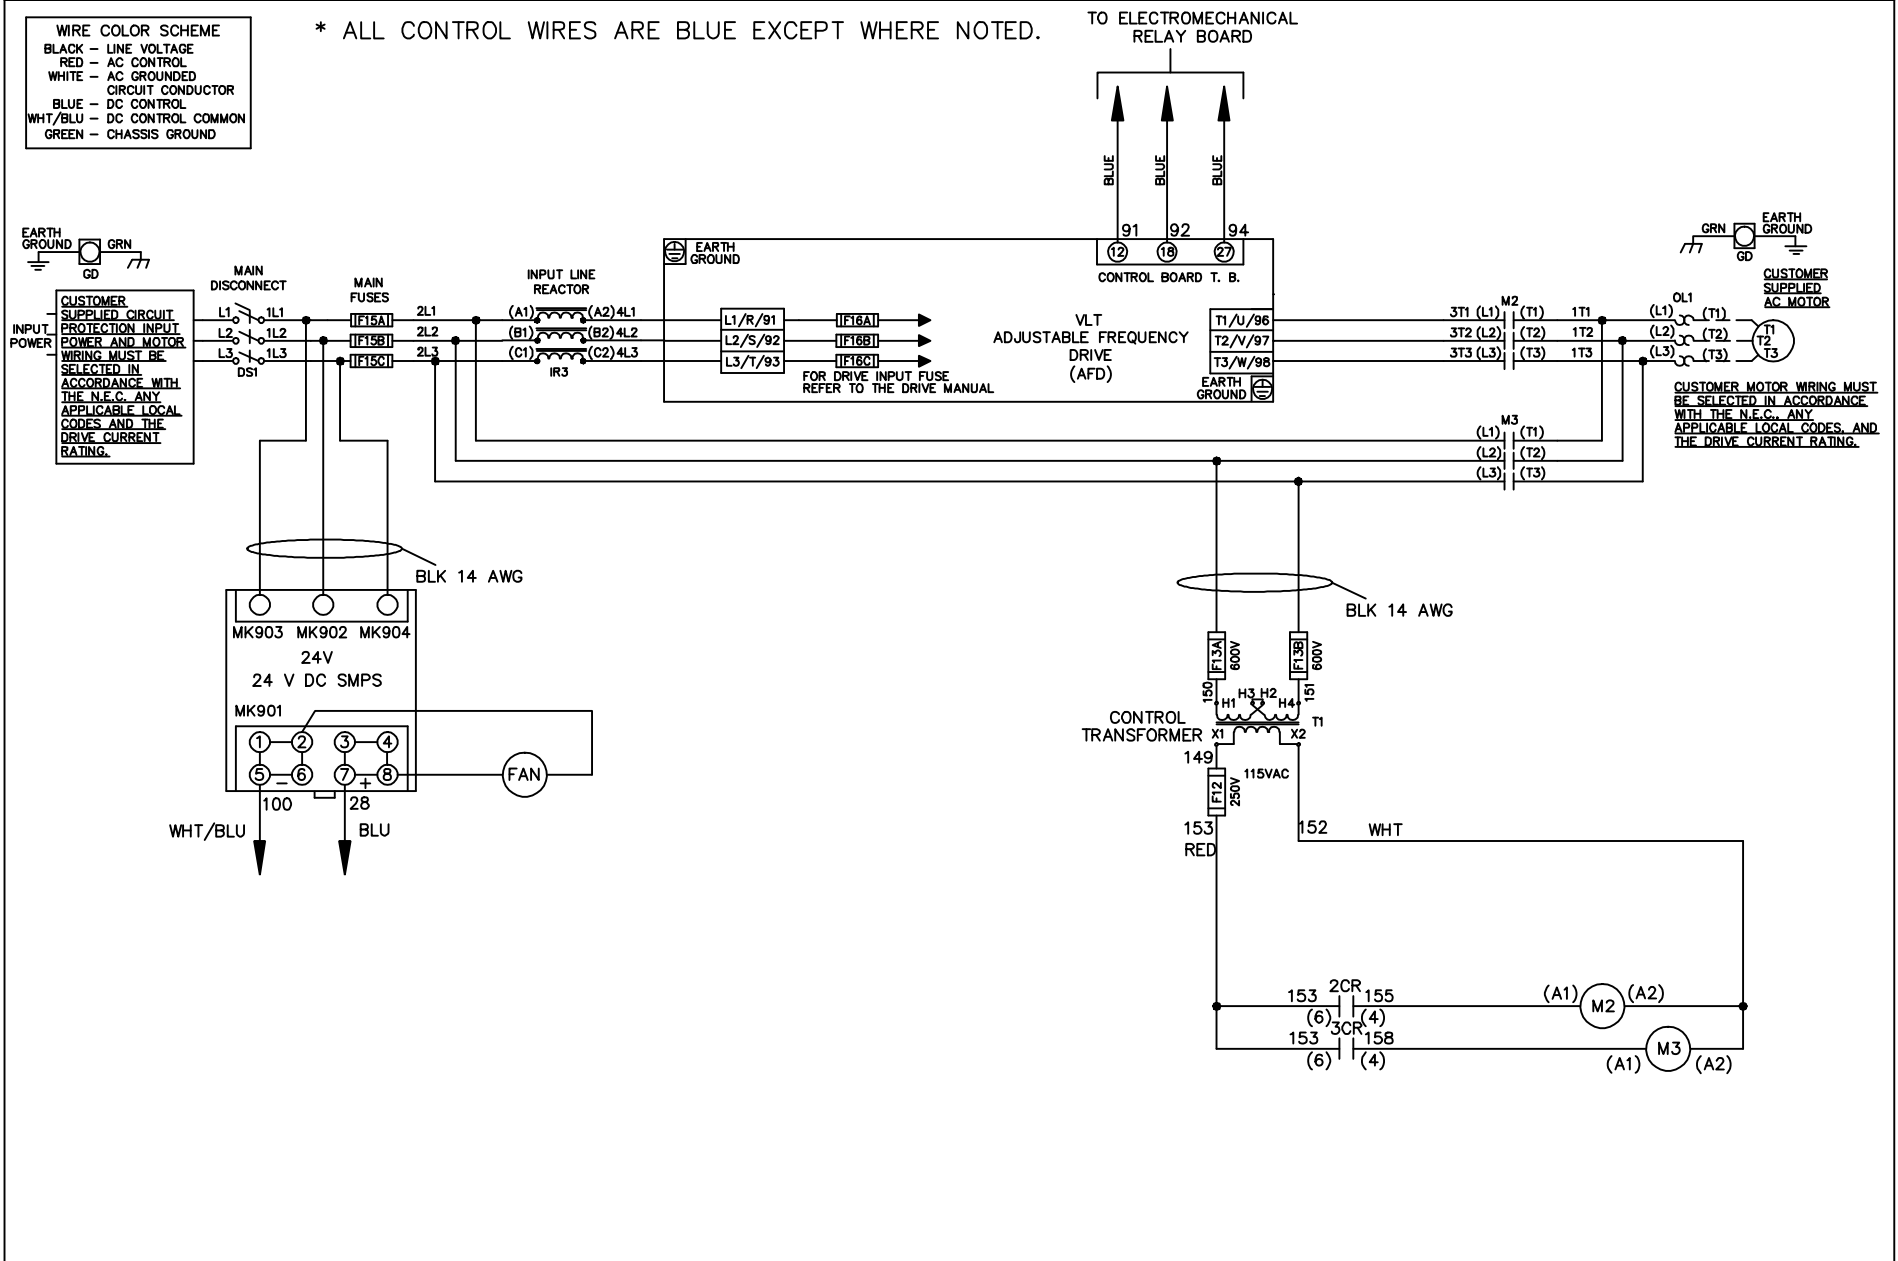 WIRE COLOR SCHEME
BLACK – LINE VOLTAGE
RED – AC CONTROL
WHITE – AC GROUNDED
CIRCUIT CONDUCTOR
BLUE – DC CONTROL
WHT/BLU – DC CONTROL COMMON
GREEN – CHASSIS GROUND
* ALL CONTROL WIRES ARE BLUE EXCEPT WHERE NOTED.
TO ELECTROMECHANICAL
RELAY BOARD
BLUE
BLUE
BLUE
91 92 94
12 18 27
CONTROL BOARD T. B.
EARTH
GROUND
GRN
GD
INPUT
POWER
CUSTOMER
SUPPLIED CIRCUIT
PROTECTION INPUT
POWER AND MOTOR
WIRING MUST BE
SELECTED IN
ACCORDANCE WITH
THE N.E.C. ANY
APPLICABLE LOCAL
CODES AND THE
DRIVE CURRENT
RATING.
MAIN
DISCONNECT
L1 1L1
L2 1L2
L3 1L3
DS1
MAIN
FUSES
F15A
F15B
F15C
2L1
2L2
2L3
INPUT LINE
REACTOR
(A1) (A2) 4L1
(B1) (B2) 4L2
(C1) (C2) 4L3
IR3
EARTH
GROUND
L1/R/91
L2/S/92
L3/T/93
F16A
F16B
F16C
FOR DRIVE INPUT FUSE
REFER TO THE DRIVE MANUAL
VLT
ADJUSTABLE FREQUENCY
DRIVE
(AFD)
T1/U/96
T2/V/97
T3/W/98
EARTH
GROUND
M2
3T1 (L1) (T1) 1T1
3T2 (L2) (T2) 1T2
3T3 (L3) (T3) 1T3
M3
(L1) (T1)
(L2) (T2)
(L3) (T3)
OL1
(L1) (T1)
(L2) (T2)
(L3) (T3)
T1
T2
T3
GRN
GD
EARTH
GROUND
CUSTOMER
SUPPLIED
AC MOTOR
CUSTOMER MOTOR WIRING MUST
BE SELECTED IN ACCORDANCE
WITH THE N.E.C., ANY
APPLICABLE LOCAL CODES, AND
THE DRIVE CURRENT RATING.
BLK 14 AWG
MK903 MK902 MK904
24V
24 V DC SMPS
MK901
1 2 3 4
5 – 6 7 + 8
FAN
100 28
WHT/BLU BLU
BLK 14 AWG
F13A
600V
F13B
600V
150
151
H1 H3 H2 H4
T1
CONTROL
TRANSFORMER
X1 X2
149
115VAC
F12
250V
153
RED
152 WHT
2CR
153 155
(6) (4)
(A1) M2 (A2)
3CR
153 158
(6) (4)
(A1) M3 (A2)